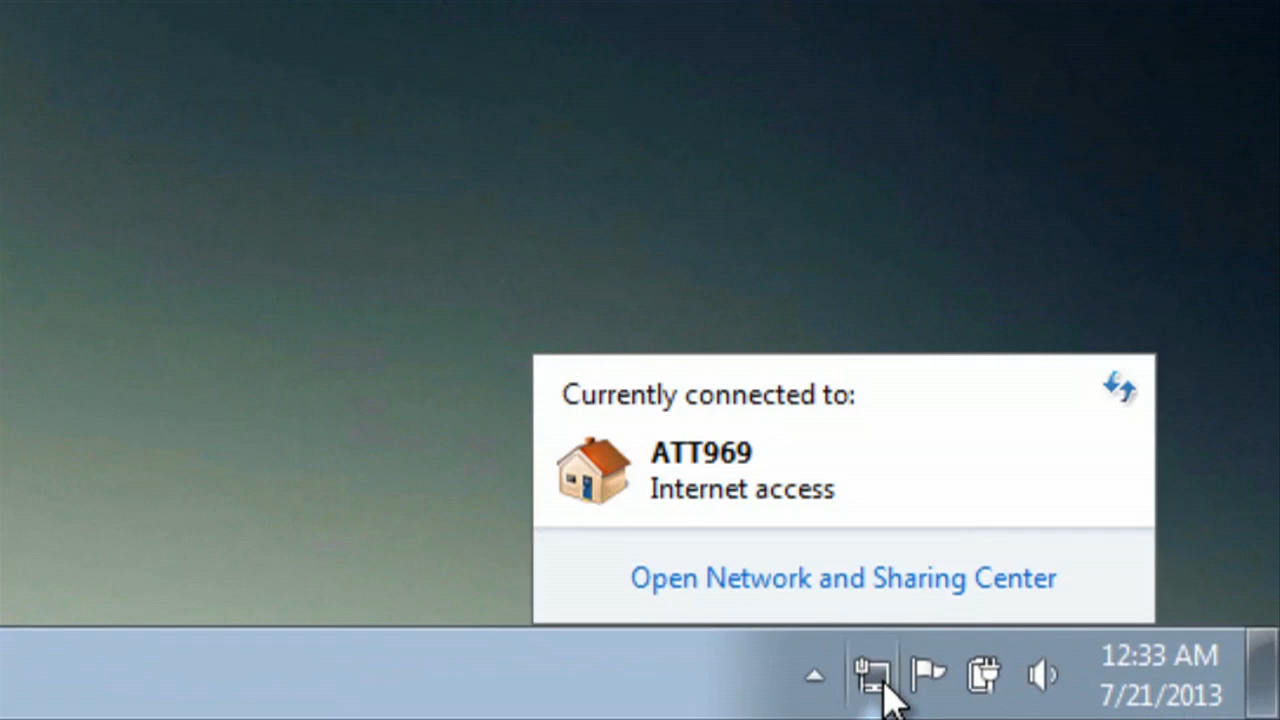 Currently connected to:
ATT969
Internet access
Open Network and Sharing Center
12:33 AM
7/21/2013